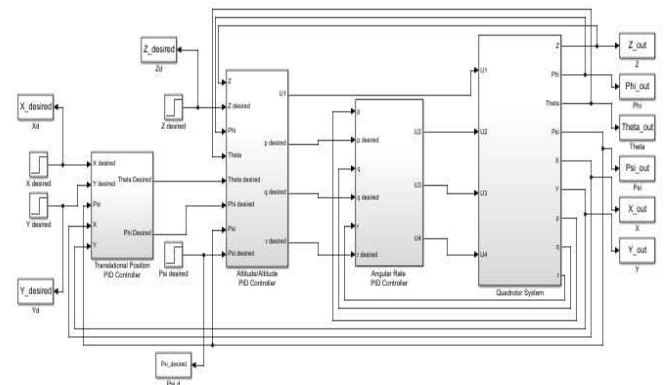 Z_desired
Zd
Z desired
X_desired
Xd
X desired
Y desired
Y_desired
Yd
X desired
Y desired
Phi
X
Y
Theta Desired
Phi Desired
Translational Position
PID Controller
Psi desired
Psi_desired
Psi d
Z
Z desired
Phi
Theta
Theta desired
Phi desired
Psi
Psi desired
U1
p desired
q desired
r desired
Altitude/Attitude
PID Controller
p
p desired
q
q desired
r
r desired
U2
U3
U4
Angular Rate
PID Controller
U1
U2
U3
U4
Z
Phi
Theta
Psi
X
Y
p
q
r
Quadrotor System
Z_out
Z
Phi_out
Phi
Theta_out
Theta
Psi_out
Psi
X_out
X
Y_out
Y